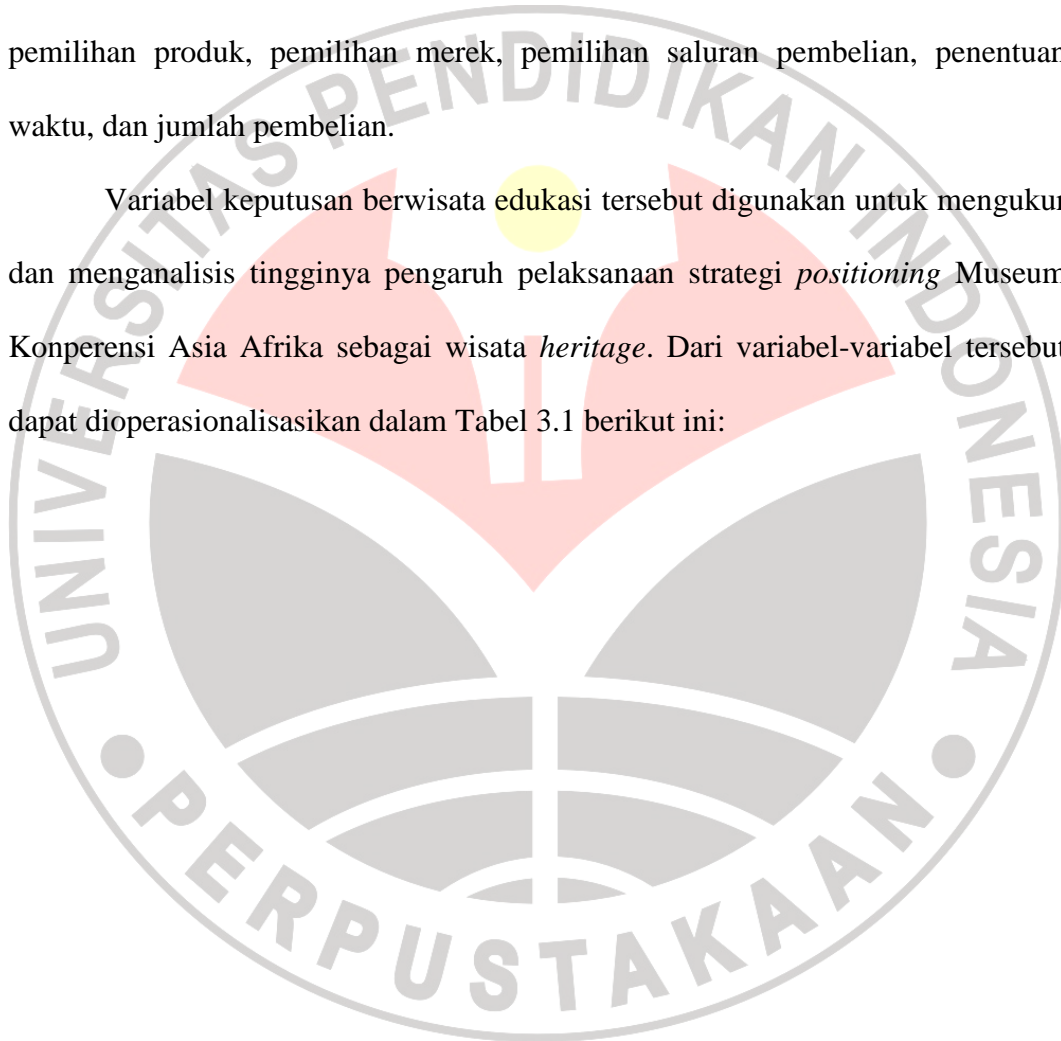 pemilihan produk, pemilihan merek, pemilihan saluran pembelian, penentuan
waktu, dan jumlah pembelian.
Variabel keputusan berwisata edukasi tersebut digunakan untuk mengukur
dan menganalisis tingginya pengaruh pelaksanaan strategi positioning Museum
Konperensi Asia Afrika sebagai wisata heritage. Dari variabel-variabel tersebut
dapat dioperasionalisasikan dalam Tabel 3.1 berikut ini:
UNIVERSITAS PENDIDIKAN INDONESIA
PERPUSTAKAAN